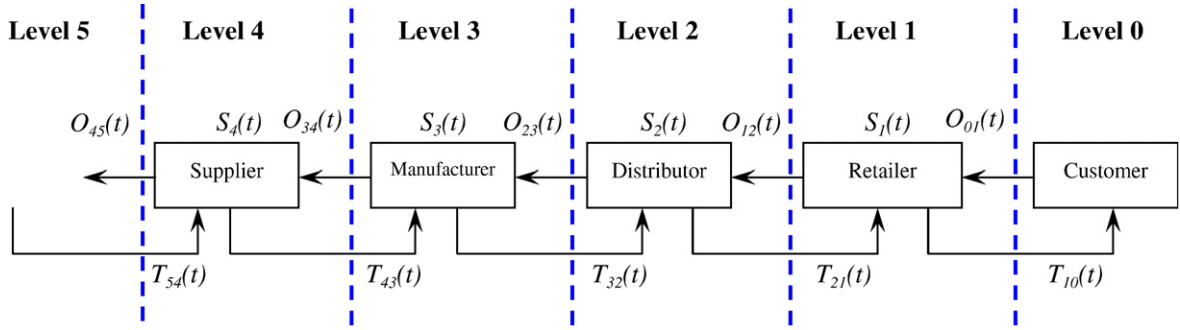 Level 5 Level 4 Level 3 Level 2 Level 1 Level 0
O₄₅(t) S₄(t) O₃₄(t) S₃(t) O₂₃(t) S₂(t) O₁₂(t) S₁(t) O₀₁(t)
Supplier Manufacturer Distributor Retailer Customer
T₅₄(t) T₄₃(t) T₃₂(t) T₂₁(t) T₁₀(t)